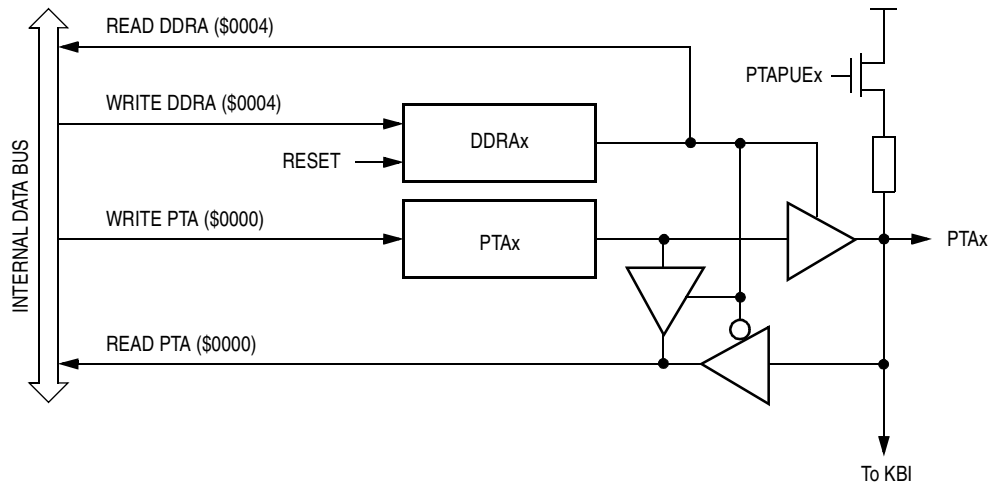 READ DDRA ($0004)
PTAPUEx
WRITE DDRA ($0004)
DDRAx
RESET
INTERNAL DATA BUS
WRITE PTA ($0000)
PTAx
PTAx
READ PTA ($0000)
To KBI